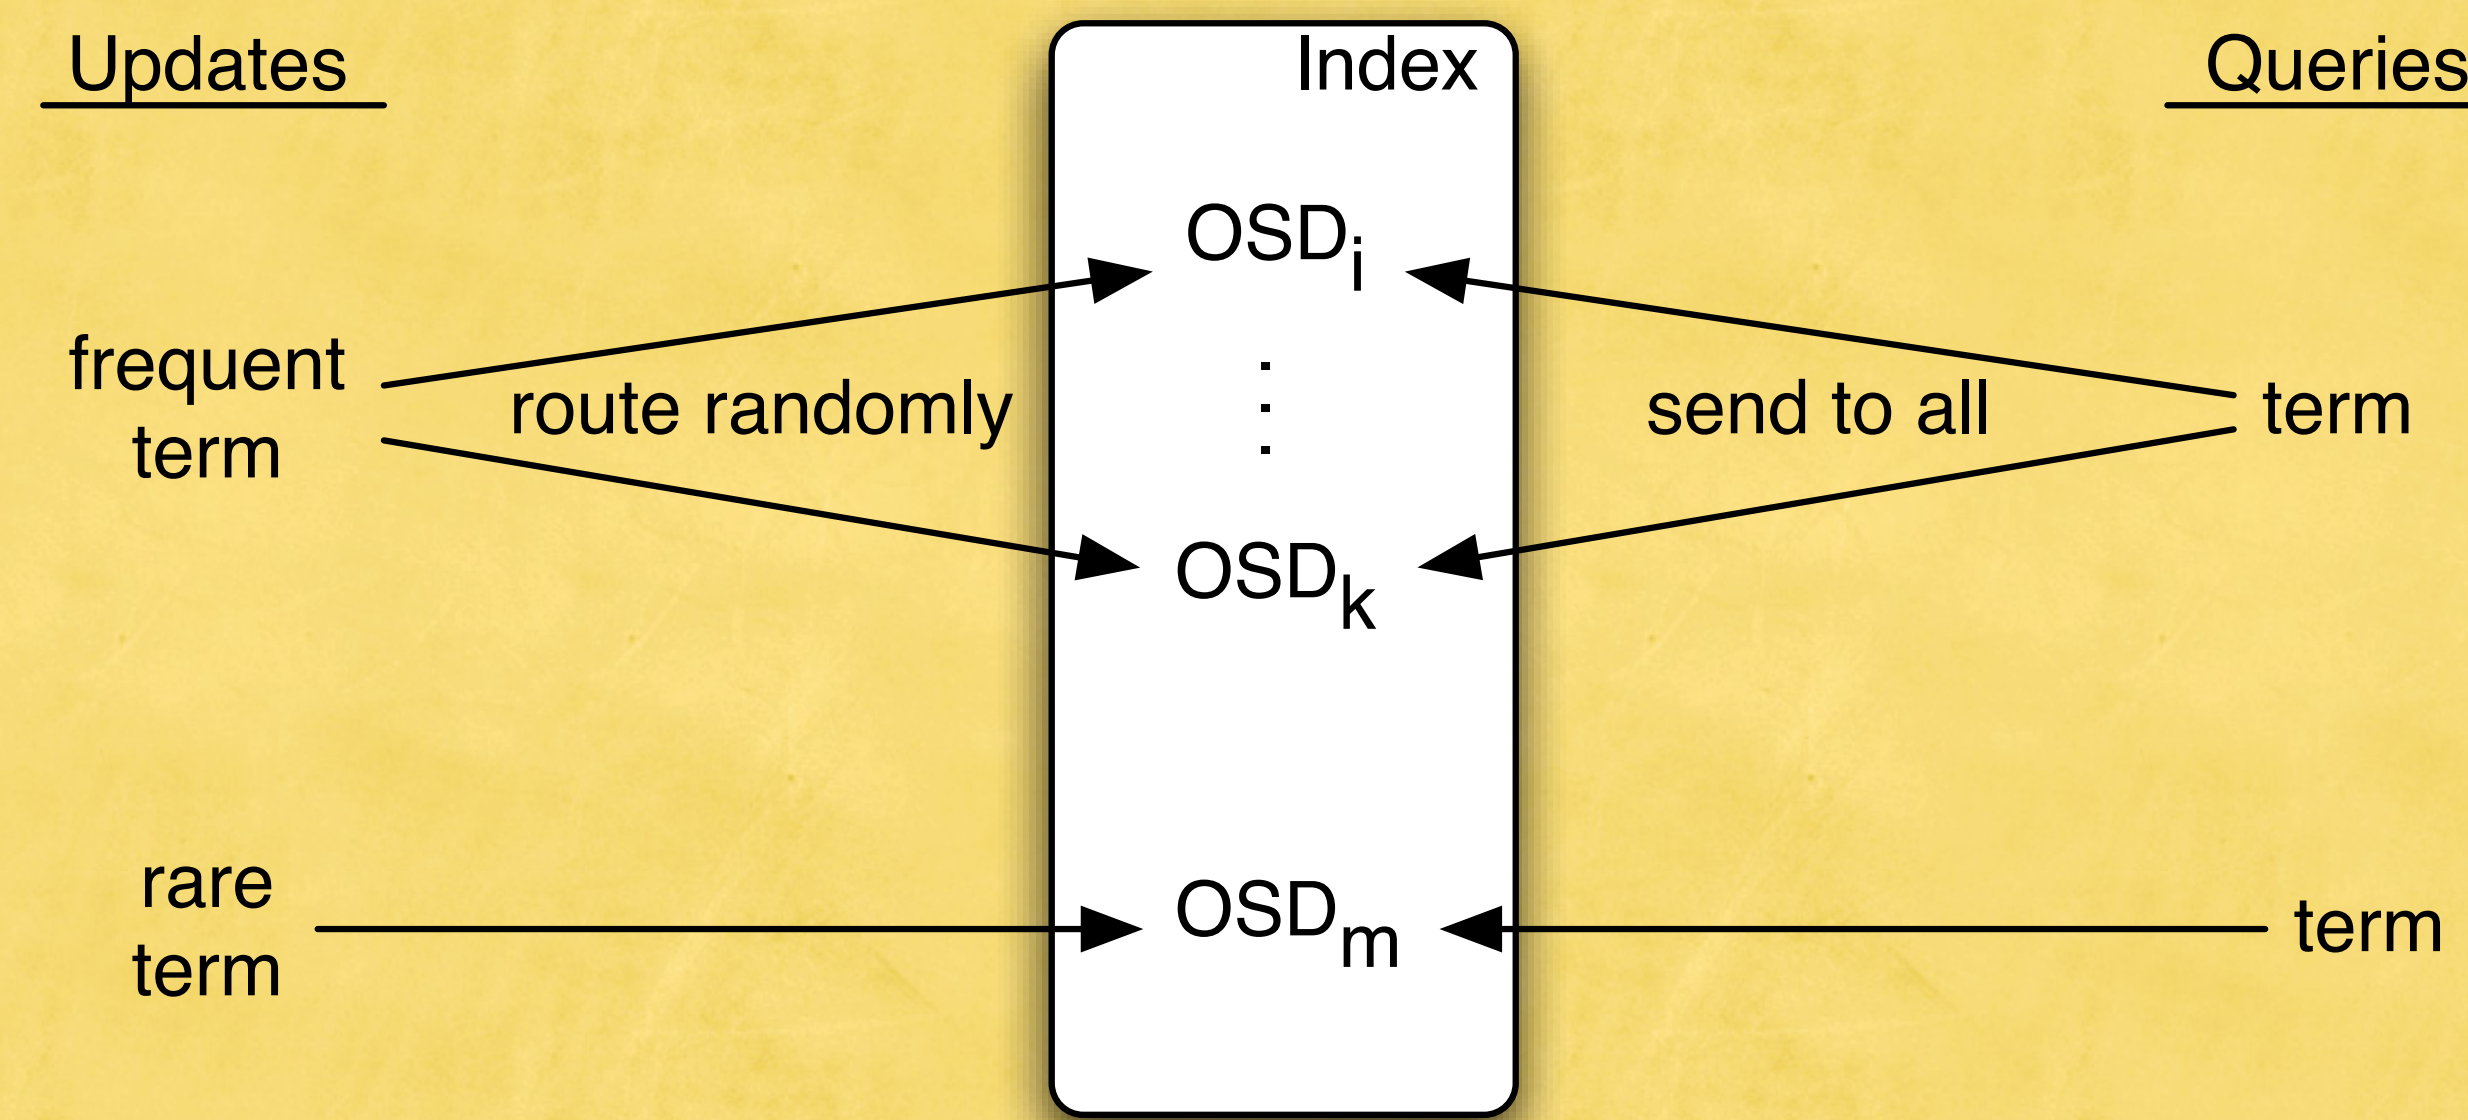 Updates
Index
Queries
OSDi
frequent
term
route randomly
send to all
term
OSDk
rare
term
OSDm
term